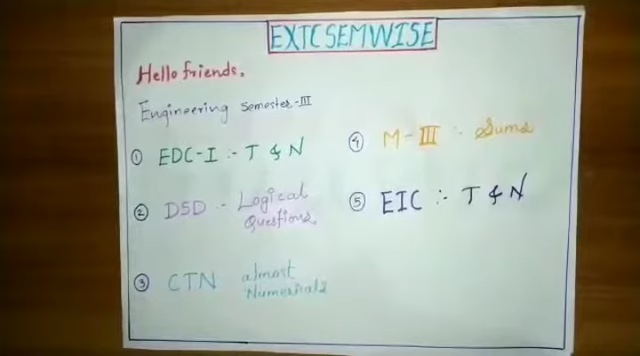 EXTC SEMWISE
Hello friends,
Engineering Semester-III
① EDC-I :- T & N
② DSD :- Logical
Questions.
③ CTN almost
Numericals
④ M-III :- Sums
⑤ EIC :- T & N